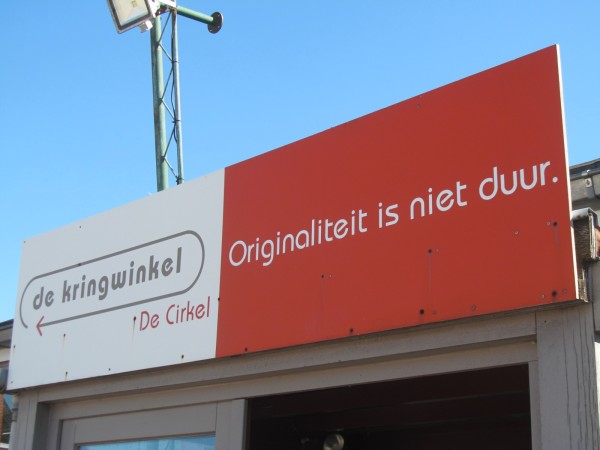 de kringwinkel
De Cirkel
Originaliteit is niet duur.